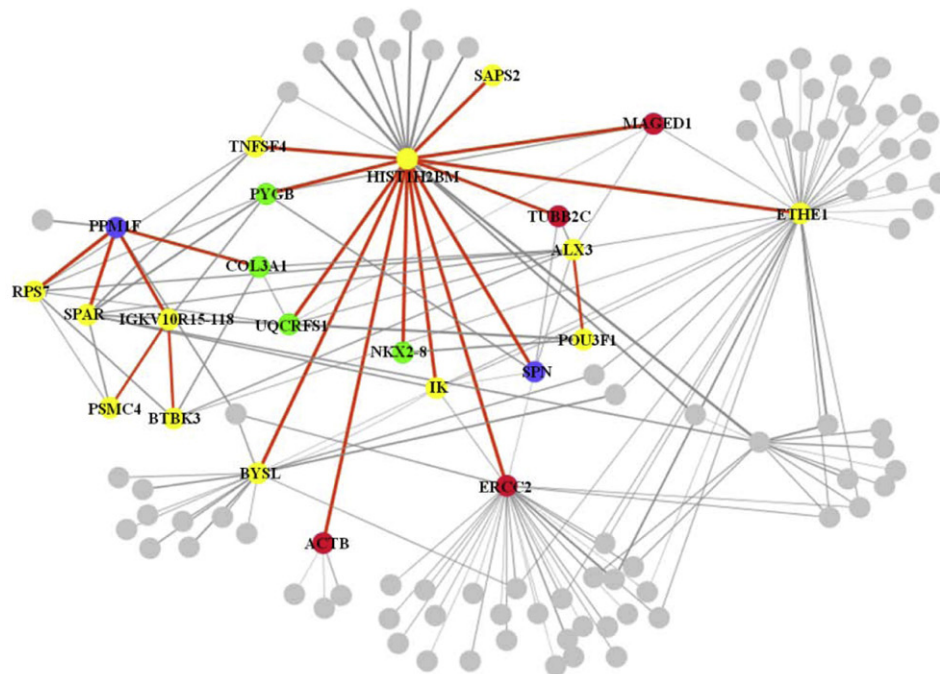 SAPS2
MAGED1
TNFSF4
HIST1H2BM
PYGB
TUBB2C
ETHE1
PPM1F
ALX3
COL3A1
RPS7
SPAR
IGKV10R15-118
UQCRFS1
POU3F1
NKX2-8
SPN
IK
PSMC4
BTBK3
BYSL
ERCC2
ACTB